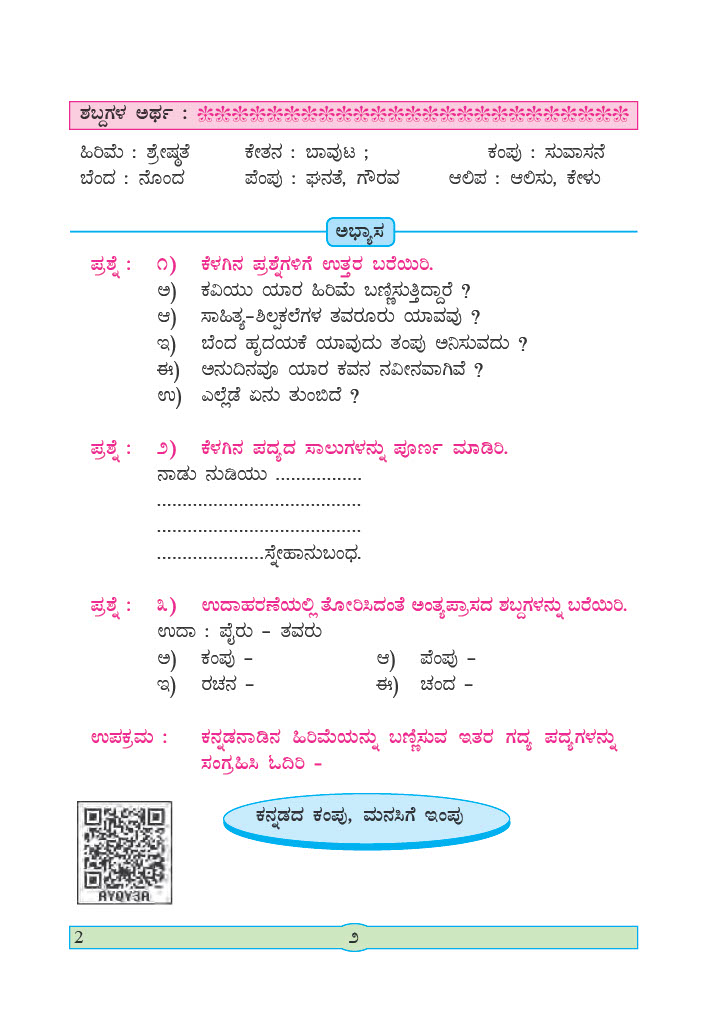 ಶಬ್ದಗಳ ಅರ್ಥ :
ಹಿರಿಮೆ : ಶ್ರೇಷ್ಠತೆ ಕೇತನ : ಬಾವುಟ ; ಕಂಪು : ಸುವಾಸನೆ
ಬೆಂದ : ನೊಂದ ಪೆಂಪು : ಘನತೆ, ಗೌರವ ಆಲಿಪ : ಆಲಿಸು, ಕೇಳು
ಅಭ್ಯಾಸ
ಪ್ರಶ್ನೆ : ೧) ಕೆಳಗಿನ ಪ್ರಶ್ನೆಗಳಿಗೆ ಉತ್ತರ ಬರೆಯಿರಿ.
ಅ) ಕವಿಯು ಯಾರ ಹಿರಿಮೆ ಬಣ್ಣಿಸುತ್ತಿದ್ದಾರೆ ?
ಆ) ಸಾಹಿತ್ಯ-ಶಿಲ್ಪಕಲೆಗಳ ತವರೂರು ಯಾವವು ?
ಇ) ಬೆಂದ ಹೃದಯಕೆ ಯಾವುದು ತಂಪು ಅನಿಸುವದು ?
ಈ) ಅನುದಿನವೂ ಯಾರ ಕವನ ನವೀನವಾಗಿವೆ ?
ಉ) ಎಲ್ಲೆಡೆ ಏನು ತುಂಬಿದೆ ?
ಪ್ರಶ್ನೆ : ೨) ಕೆಳಗಿನ ಪದ್ಯದ ಸಾಲುಗಳನ್ನು ಪೂರ್ಣ ಮಾಡಿರಿ.
ನಾಡು ನುಡಿಯು .................
........................................
........................................
.....................ಸ್ನೇಹಾನುಬಂಧ.
ಪ್ರಶ್ನೆ : ೩) ಉದಾಹರಣೆಯಲ್ಲಿ ತೋರಿಸಿದಂತೆ ಅಂತ್ಯಪ್ರಾಸದ ಶಬ್ದಗಳನ್ನು ಬರೆಯಿರಿ.
ಉದಾ : ಪೈರು - ತವರು
ಅ) ಕಂಪು - ಆ) ಪೆಂಪು -
ಇ) ರಚನ - ಈ) ಚಂದ -
ಉಪಕ್ರಮ : ಕನ್ನಡನಾಡಿನ ಹಿರಿಮೆಯನ್ನು ಬಣ್ಣಿಸುವ ಇತರ ಗದ್ಯ ಪದ್ಯಗಳನ್ನು
ಸಂಗ್ರಹಿಸಿ ಓದಿರಿ -
ಕನ್ನಡದ ಕಂಪು, ಮನಸಿಗೆ ಇಂಪು
AYQY3A
2 ೨